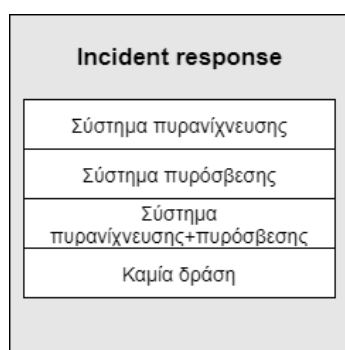 Incident response
Σύστημα πυρανίχνευσης
Σύστημα πυρόσβεσης
Σύστημα
πυρανίχνευσης+πυρόσβεσης
Καμία δράση